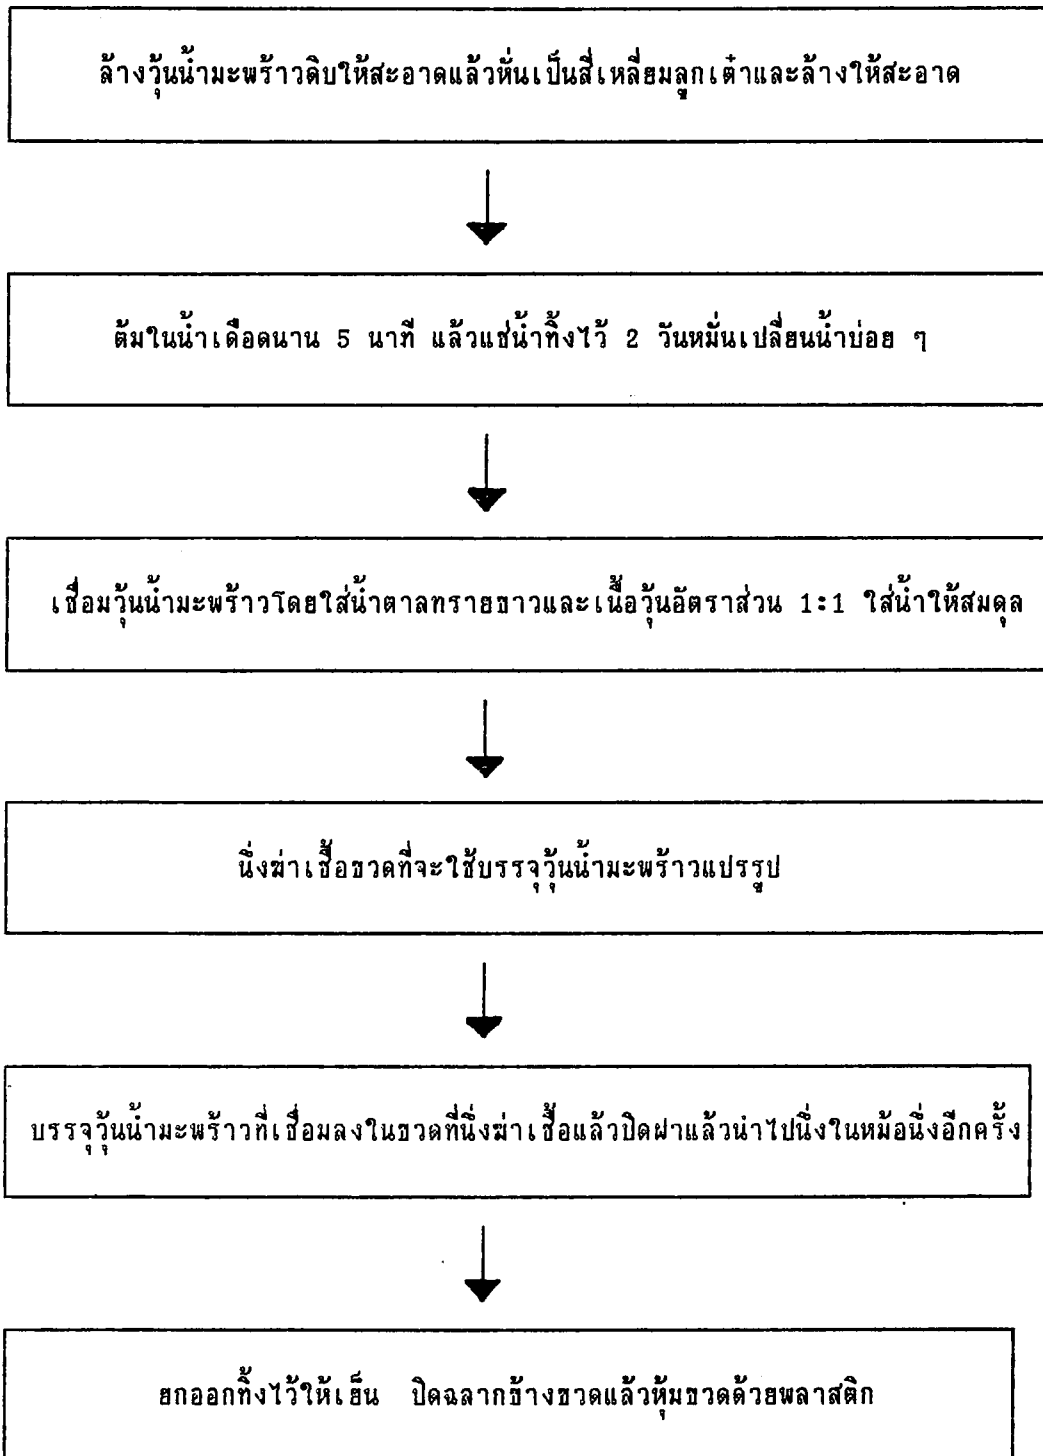 ล้างวุ้นน้ำมะพร้าวดิบให้สะอาดแล้วหั่นเป็นสี่เหลี่ยมลูกเต๋าและล้างให้สะอาด
ต้มในน้ำเดือดนาน 5 นาที แล้วแช่น้ำทิ้งไว้ 2 วันหมั่นเปลี่ยนน้ำบ่อย ๆ
เชื่อมวุ้นน้ำมะพร้าวโดยใส่น้ำตาลทรายขาวและเนื้อวุ้นอัตราส่วน 1:1 ใส่น้ำให้สมดุล
นึ่งฆ่าเชื้อขวดที่จะใช้บรรจุวุ้นน้ำมะพร้าวแปรรูป
บรรจุวุ้นน้ำมะพร้าวที่เชื่อมลงในขวดที่นึ่งฆ่าเชื้อแล้วปิดฝาแล้วนำไปนึ่งในหม้อนึ่งอีกครั้ง
ยกออกทิ้งไว้ให้เย็น ปิดฉลากข้างขวดแล้วหุ้มขวดด้วยพลาสติก